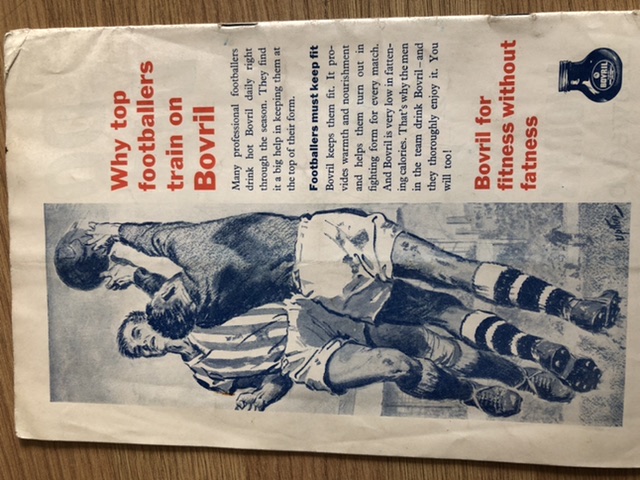 Why top
footballers
train on
Bovril
Many professional footballers
drink hot Bovril daily right
through the season. They find
it a big help in keeping them at
the top of their form.
Footballers must keep fit
Bovril keeps them fit. It pro-
vides warmth and nourishment
and helps them turn out in
fighting form for every match.
And Bovril is very low in fatten-
ing calories. That's why the men
in the team drink Bovril – and
they thoroughly enjoy it. You
will too!
Bovril for
fitness without
fatness
BOVRIL